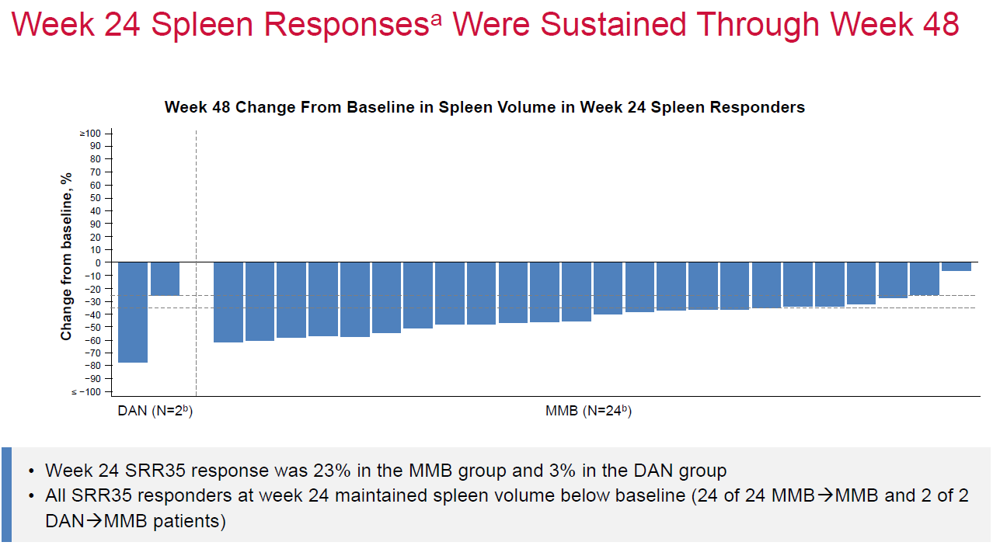 Week 24 Spleen Responsesᵃ Were Sustained Through Week 48
Week 48 Change From Baseline in Spleen Volume in Week 24 Spleen Responders
Change from baseline, %
≥100
90
80
70
60
50
40
90
20
10
0
−10
−20
−30
−40
−50
−60
−70
−80
−90
≤ −100
DAN (N=2ᵇ)
MMB (N=24ᵇ)
• Week 24 SRR35 response was 23% in the MMB group and 3% in the DAN group
• All SRR35 responders at week 24 maintained spleen volume below baseline (24 of 24 MMB→MMB and 2 of 2
DAN→MMB patients)